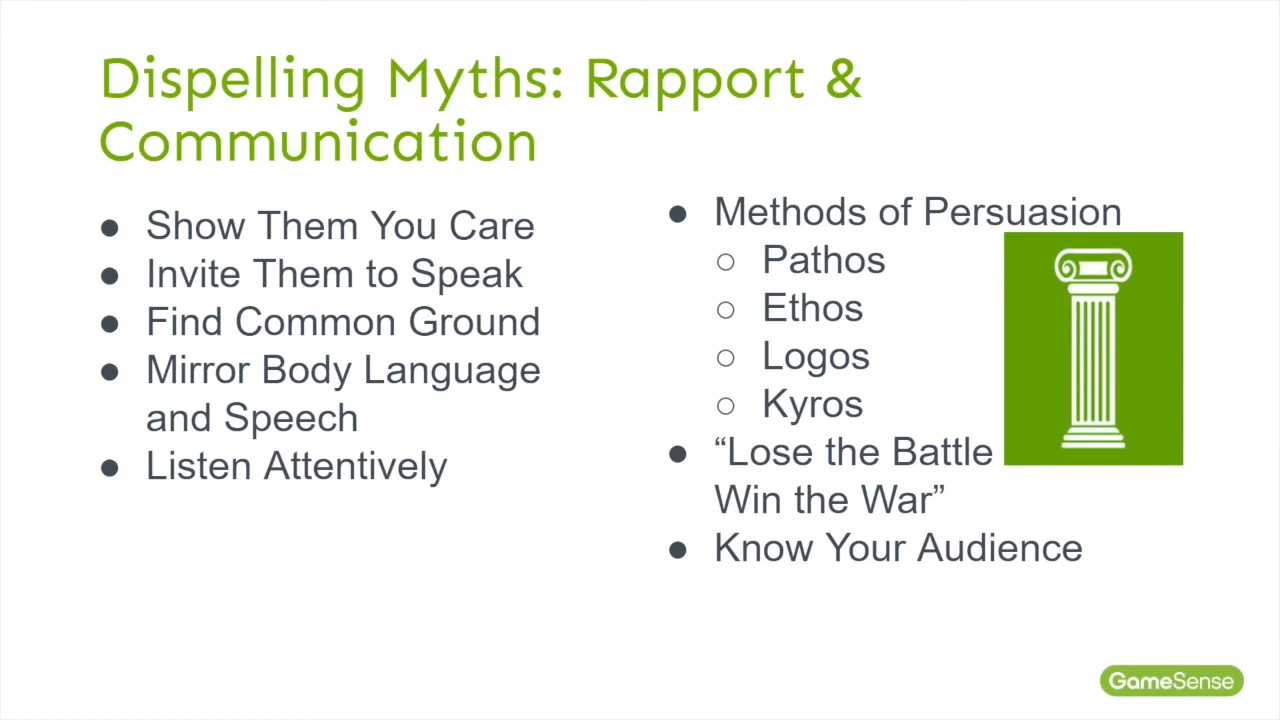 Dispelling Myths: Rapport &
Communication
● Show Them You Care
● Invite Them to Speak
● Find Common Ground
● Mirror Body Language
and Speech
● Listen Attentively
● Methods of Persuasion
○ Pathos
○ Ethos
○ Logos
○ Kyros
● “Lose the Battle
Win the War”
● Know Your Audience
GameSense